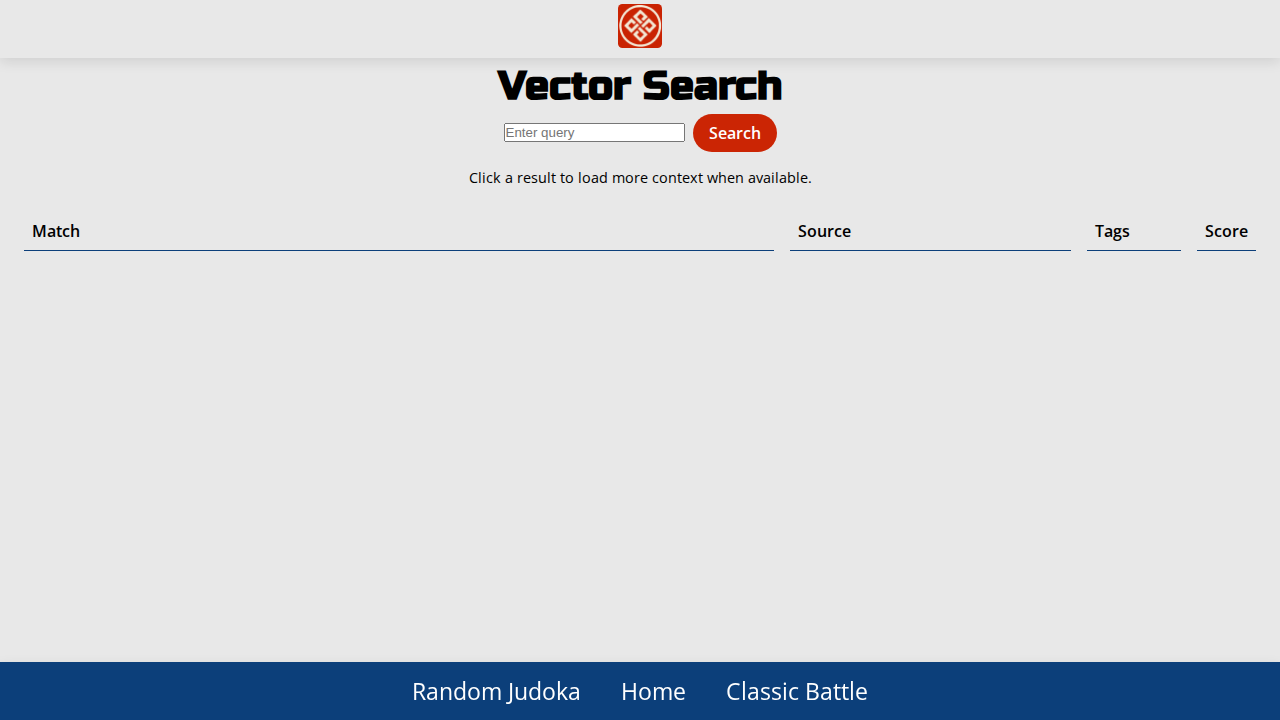 Vector Search
Enter query Search
Click a result to load more context when available.
Match Source Tags Score
Random Judoka Home Classic Battle